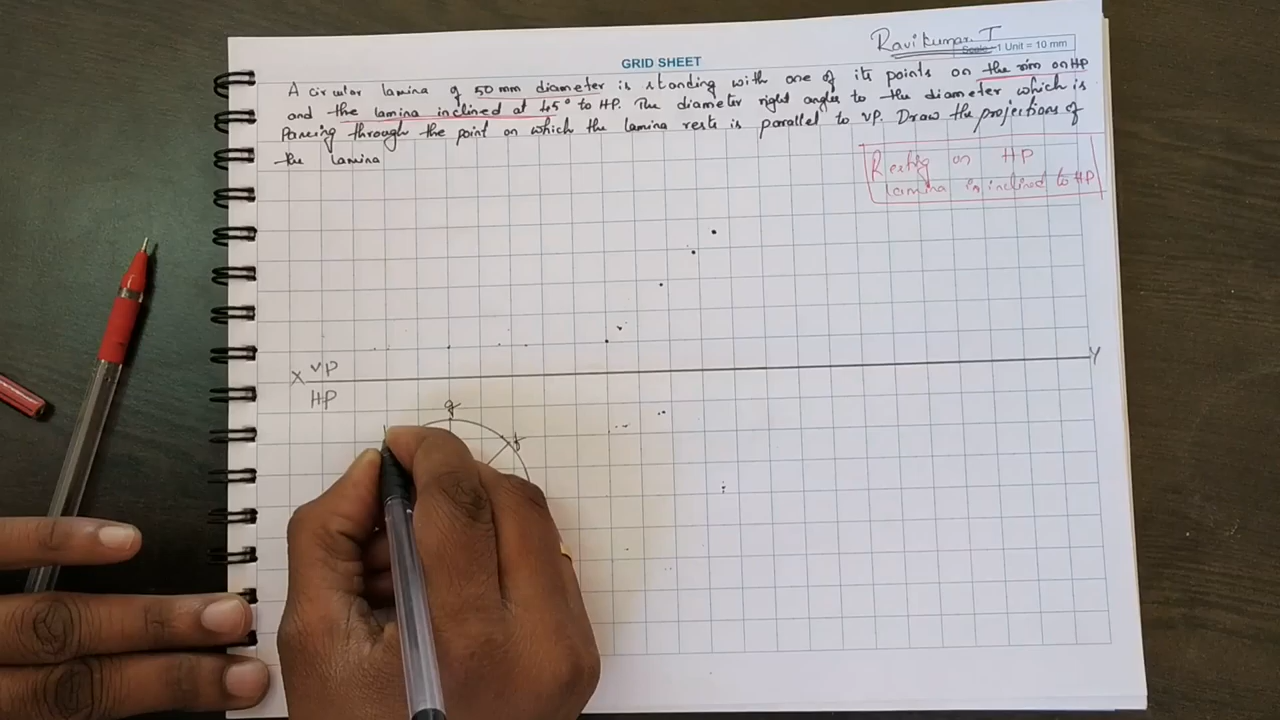 Ravikumar. T
Scale 1 Unit = 10 mm
GRID SHEET
A circular lamina of 50 mm diameter is standing with one of its points on the rim on HP
and the lamina inclined at 45° to HP. The diameter right angles to the diameter which is
Passing through the point on which the lamina rests is parallel to VP. Draw the projections of
the lamina
Resting on HP
lamina is inclined to HP
X VP Y
HP
g
f